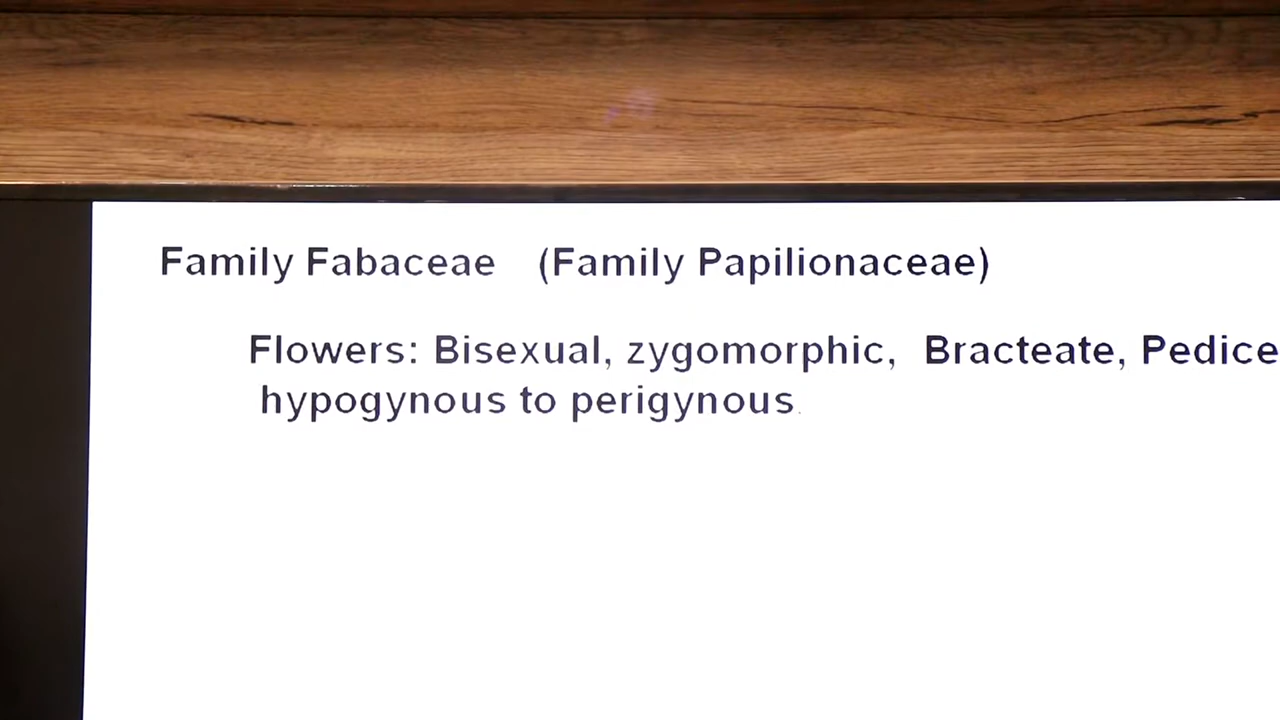 Family Fabaceae (Family Papilionaceae)
Flowers: Bisexual, zygomorphic, Bracteate, Pedice
hypogynous to perigynous.